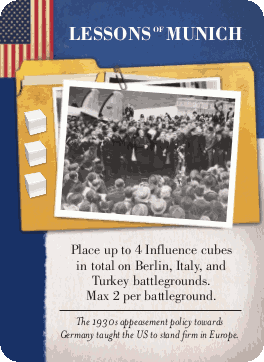 LESSONS OF MUNICH
Place up to 4 Influence cubes
in total on Berlin, Italy, and
Turkey battlegrounds.
Max 2 per battleground.
The 1930s appeasement policy towards
Germany taught the US to stand firm in Europe.